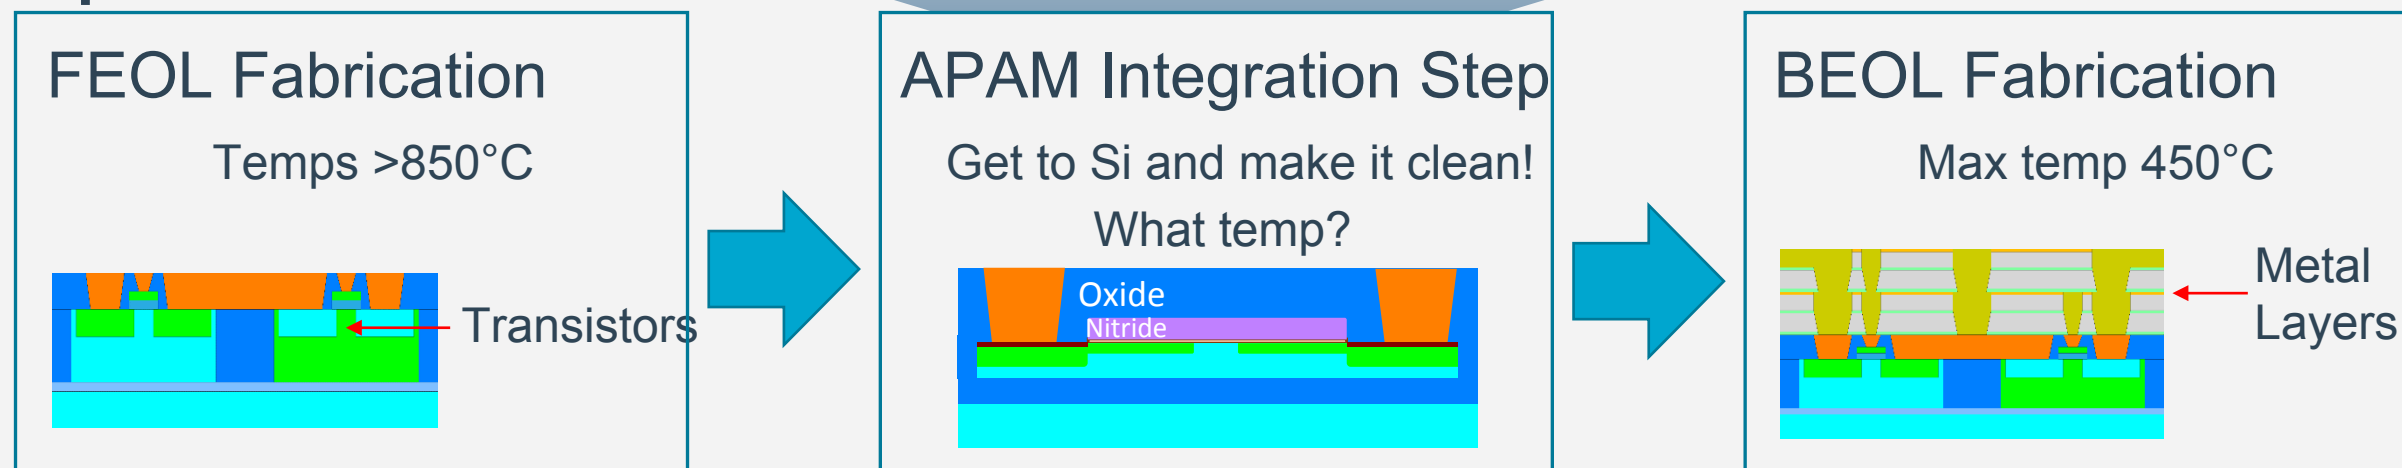 FEOL Fabrication
Temps >850°C
Transistors
APAM Integration Step
Get to Si and make it clean!
What temp?
Oxide
Nitride
BEOL Fabrication
Max temp 450°C
Metal
Layers